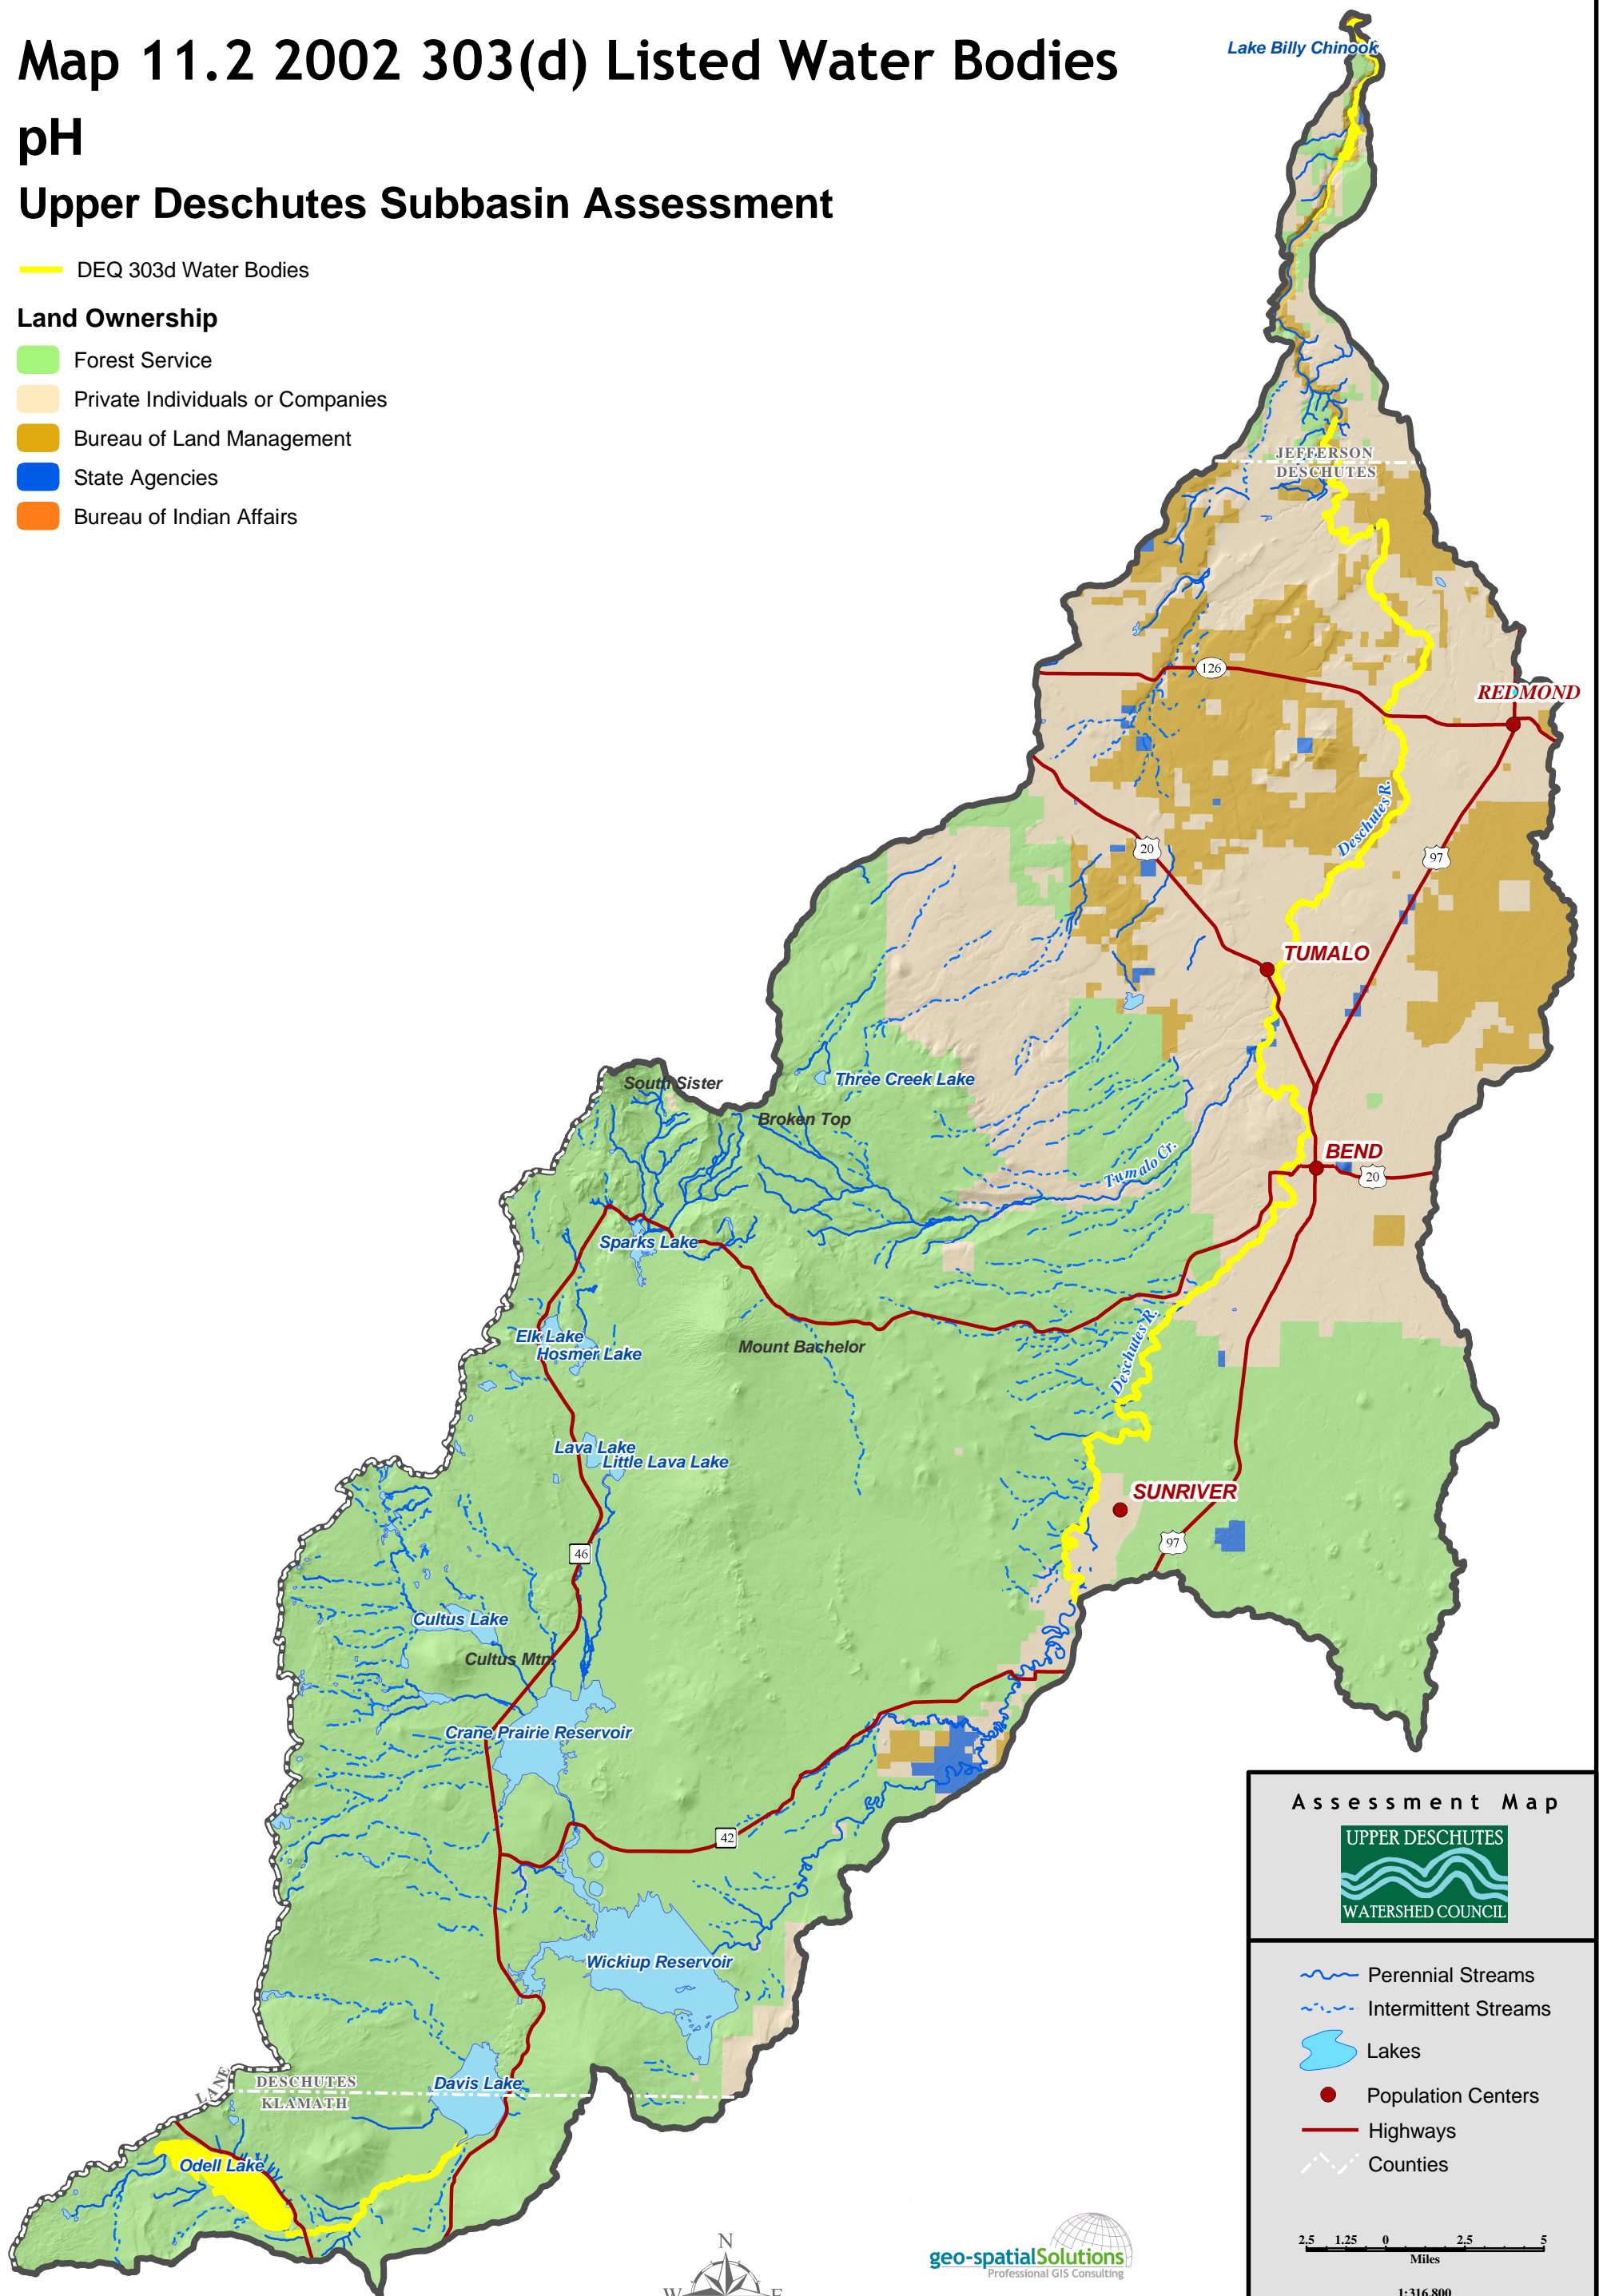 Map 11.2 2002 303(d) Listed Water Bodies
pH
Upper Deschutes Subbasin Assessment
DEQ 303d Water Bodies
Land Ownership
Forest Service
Private Individuals or Companies
Bureau of Land Management
State Agencies
Bureau of Indian Affairs
Lake Billy Chinook
JEFFERSON
DESCHUTES
126
REDMOND
Deschutes R.
20
97
TUMALO
Three Creek Lake
South Sister
Broken Top
BEND
Tumalo Cr.
20
Sparks Lake
Elk Lake
Hosmer Lake
Mount Bachelor
Deschutes R.
Lava Lake
Little Lava Lake
SUNRIVER
97
46
Cultus Lake
Cultus Mtn
Crane Prairie Reservoir
42
Wickiup Reservoir
LANE
DESCHUTES
KLAMATH
Davis Lake
Odell Lake
Assessment Map
UPPER DESCHUTES
WATERSHED COUNCIL
Perennial Streams
Intermittent Streams
Lakes
Population Centers
Highways
Counties
2.5 1.25 0 2.5 5
Miles
1:316,800
N
W E
geo-spatialSolutions
Professional GIS Consulting